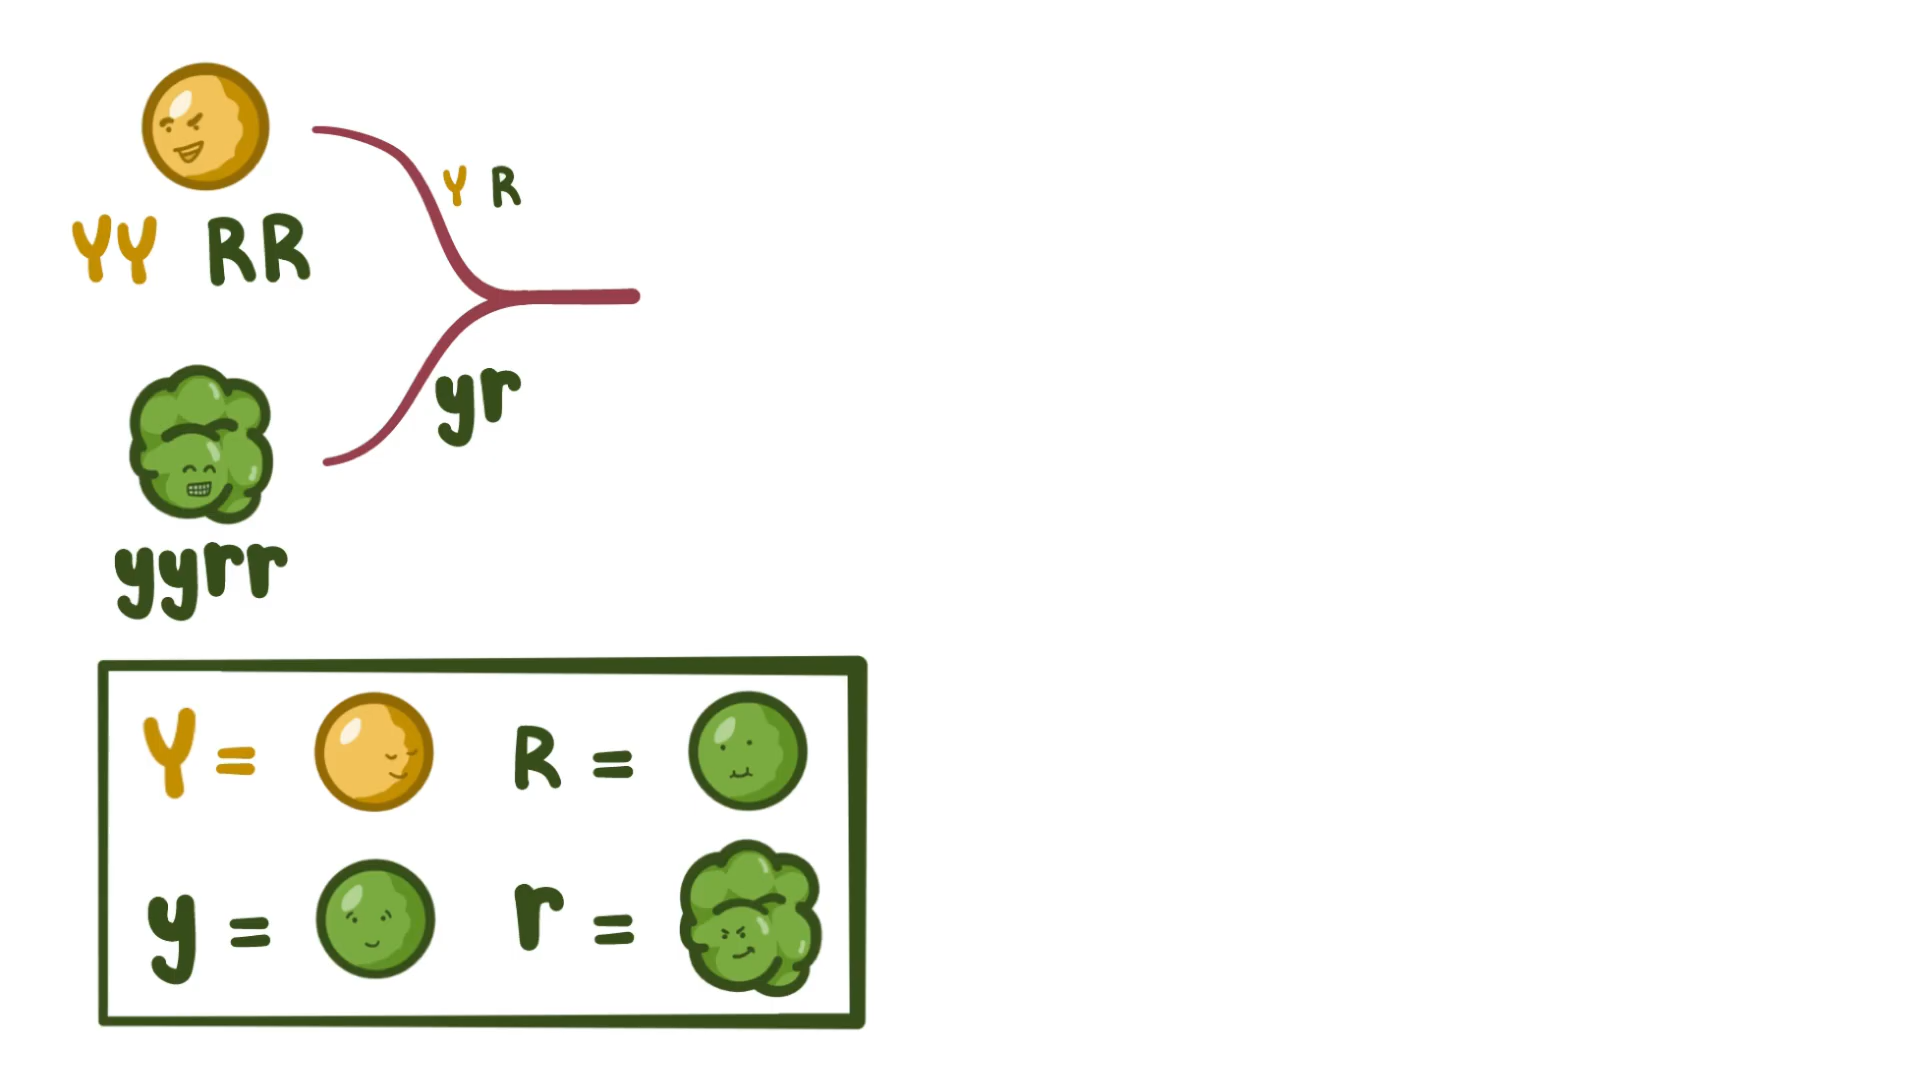 Y R
YY RR
yr
yyrr
Y = R =
y = r =